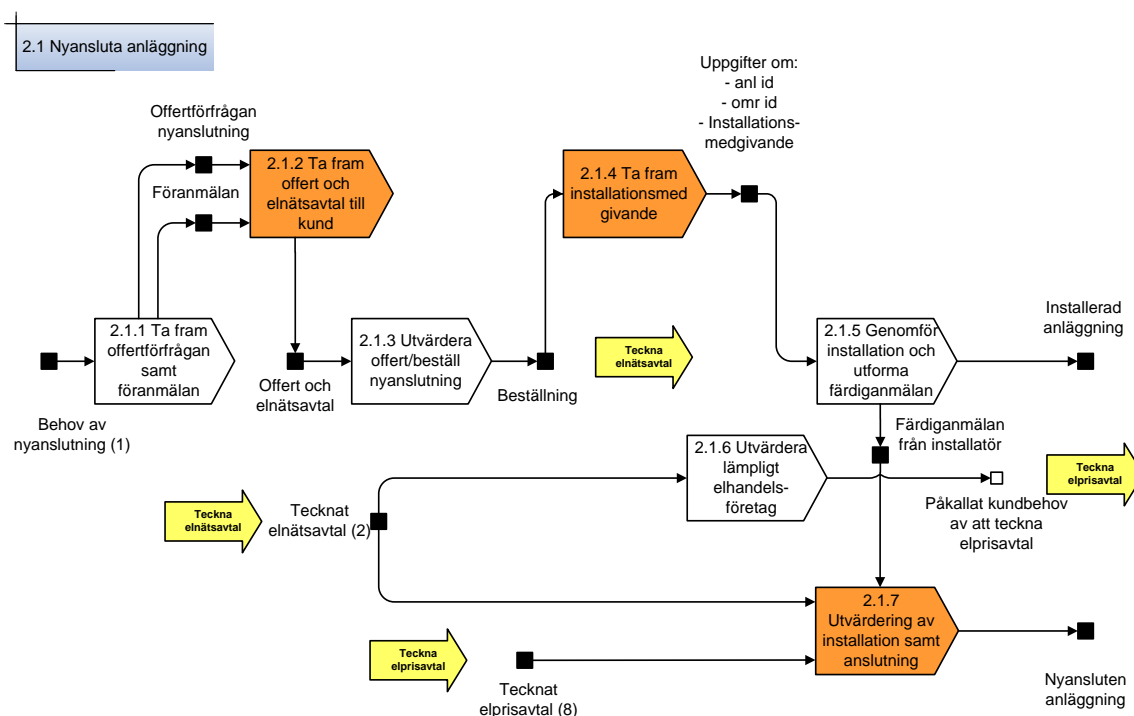 2.1 Nyansluta anläggning
Offertförfrågan
nyanslutning
Föranmälan
2.1.2 Ta fram
offert och
elnätsavtal till
kund
Uppgifter om:
- anl id
- omr id
- Installations-
medgivande
2.1.4 Ta fram
installationsmed
givande
2.1.1 Ta fram
offertförfrågan
samt
föranmälan
Behov av
nyanslutning (1)
Offert och
elnätsavtal
2.1.3 Utvärdera
offert/beställ
nyanslutning
Beställning
Teckna
elnätsavtal
2.1.5 Genomför
installation och
utforma
färdiganmälan
Installerad
anläggning
Färdiganmälan
från installatör
2.1.6 Utvärdera
lämpligt
elhandels-
företag
Påkallat kundbehov
av att teckna
elprisavtal
Teckna
elprisavtal
Teckna
elnätsavtal
Tecknat
elnätsavtal (2)
2.1.7
Utvärdering av
installation samt
anslutning
Teckna
elprisavtal
Tecknat
elprisavtal (8)
Nyansluten
anläggning